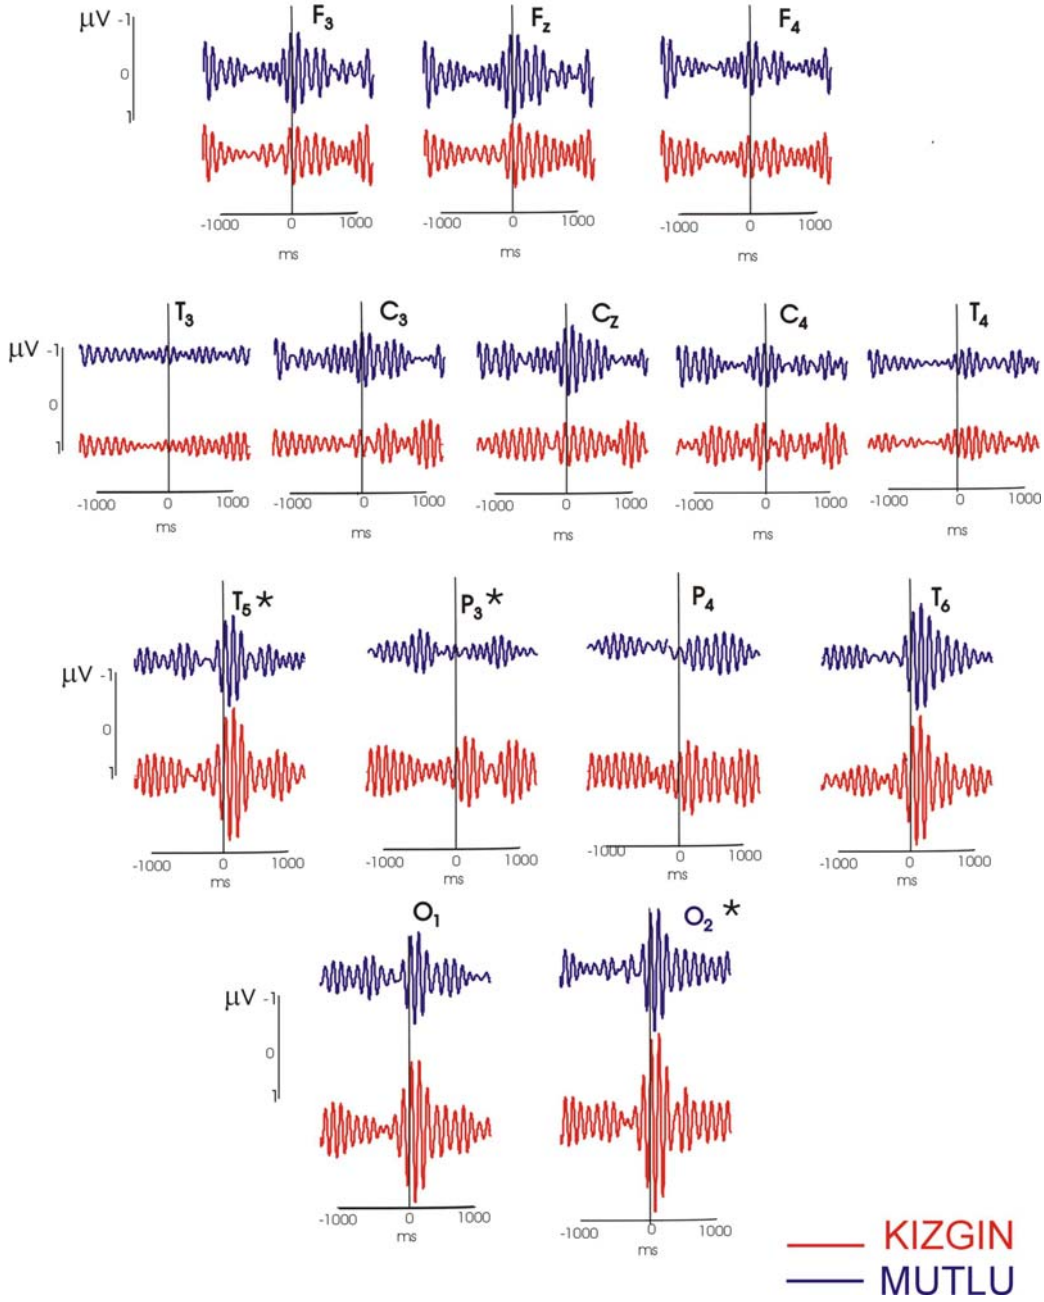 F3 Fz F4
μV -1
0
1
-1000 0 1000 -1000 0 1000 -1000 0 1000
ms ms ms
T3 C3 Cz C4 T4
μV -1
0
1
-1000 0 1000 -1000 0 1000 -1000 0 1000 -1000 0 1000 -1000 0 1000
ms ms ms ms ms
T5* P3* P4 T6
μV -1
0
1
-1000 0 1000 -1000 0 1000 -1000 0 1000 -1000 0 1000
ms ms ms ms
O1 O2 *
μV -1
0
1
-1000 0 1000 -1000 0 1000
ms ms
KIZGIN
MUTLU